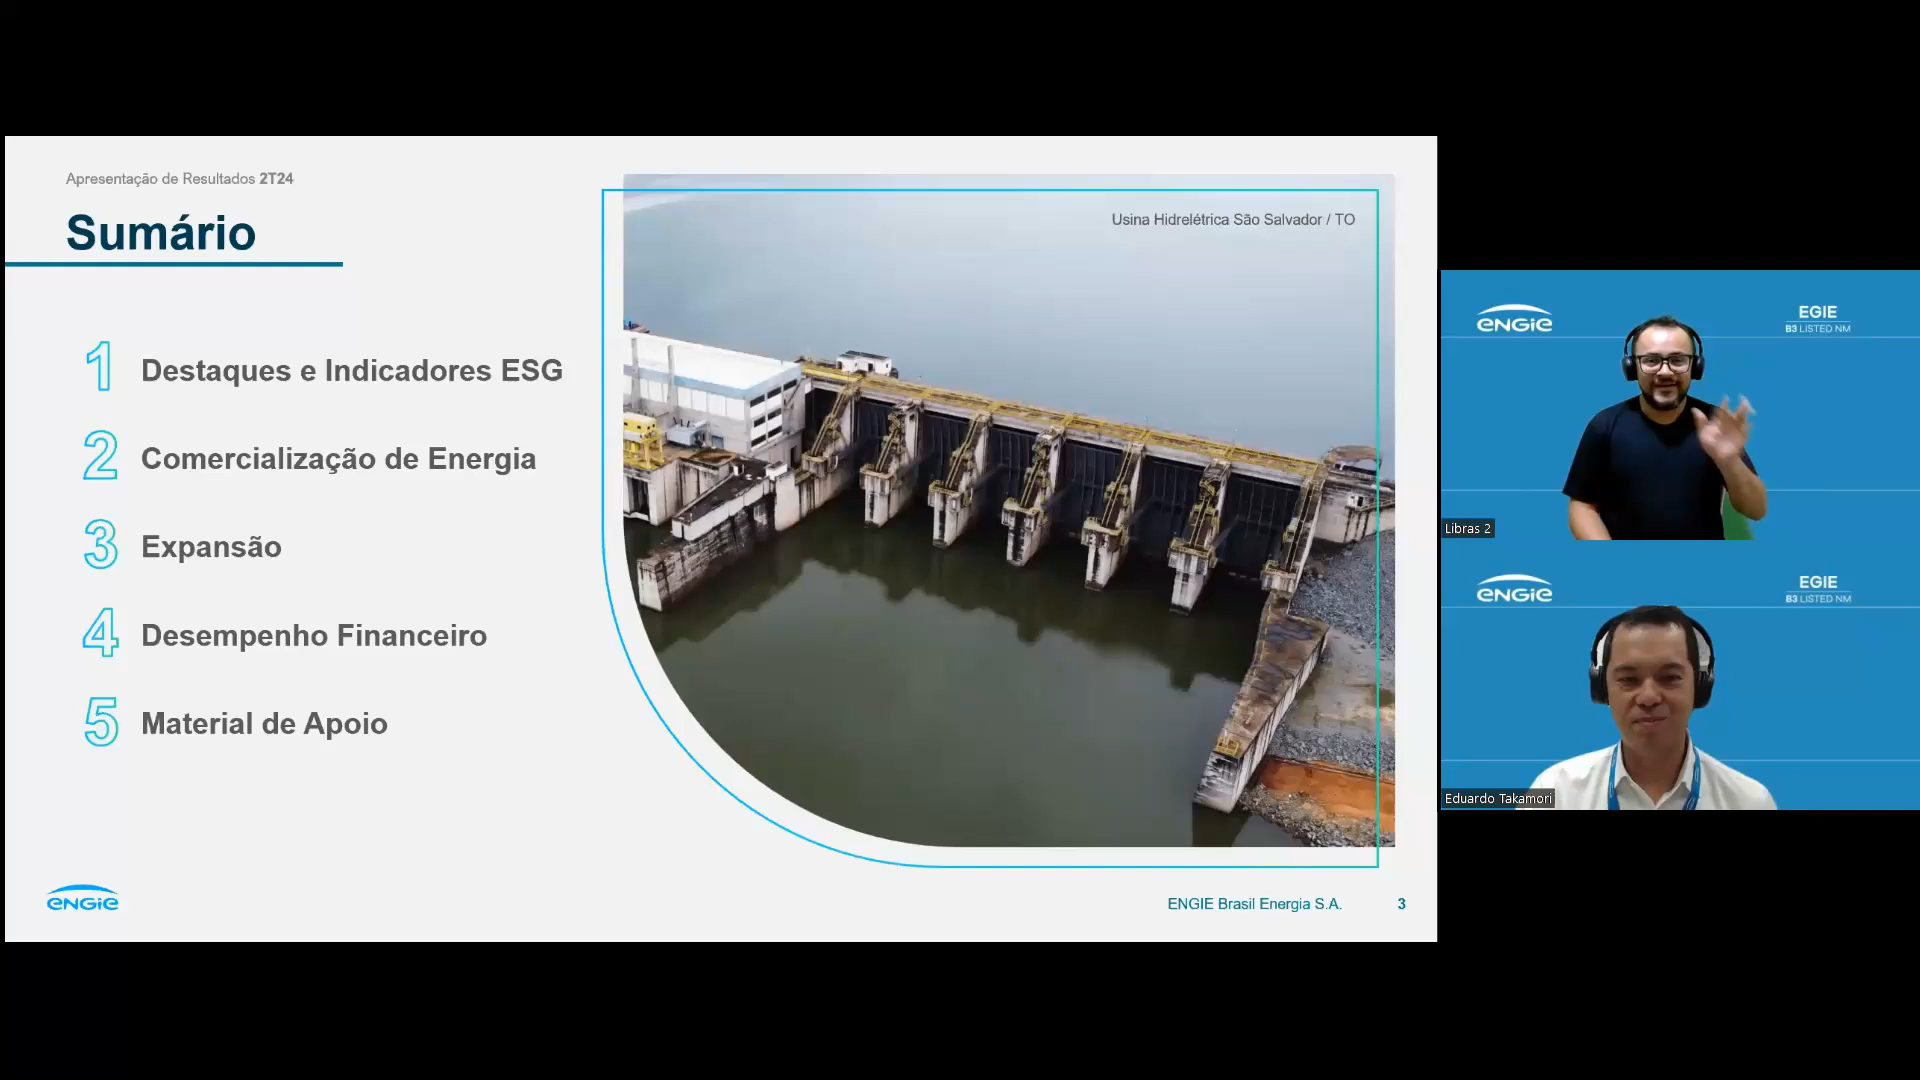 Apresentação de Resultados 2T24
Sumário
Usina Hidrelétrica São Salvador / TO
1 Destaques e Indicadores ESG
2 Comercialização de Energia
3 Expansão
4 Desempenho Financeiro
5 Material de Apoio
ENGIE
ENGIE Brasil Energia S.A. 3
ENGIE
EGIE
B3 LISTED NM
Libras 2
ENGIE
EGIE
B3 LISTED NM
Eduardo Takamori